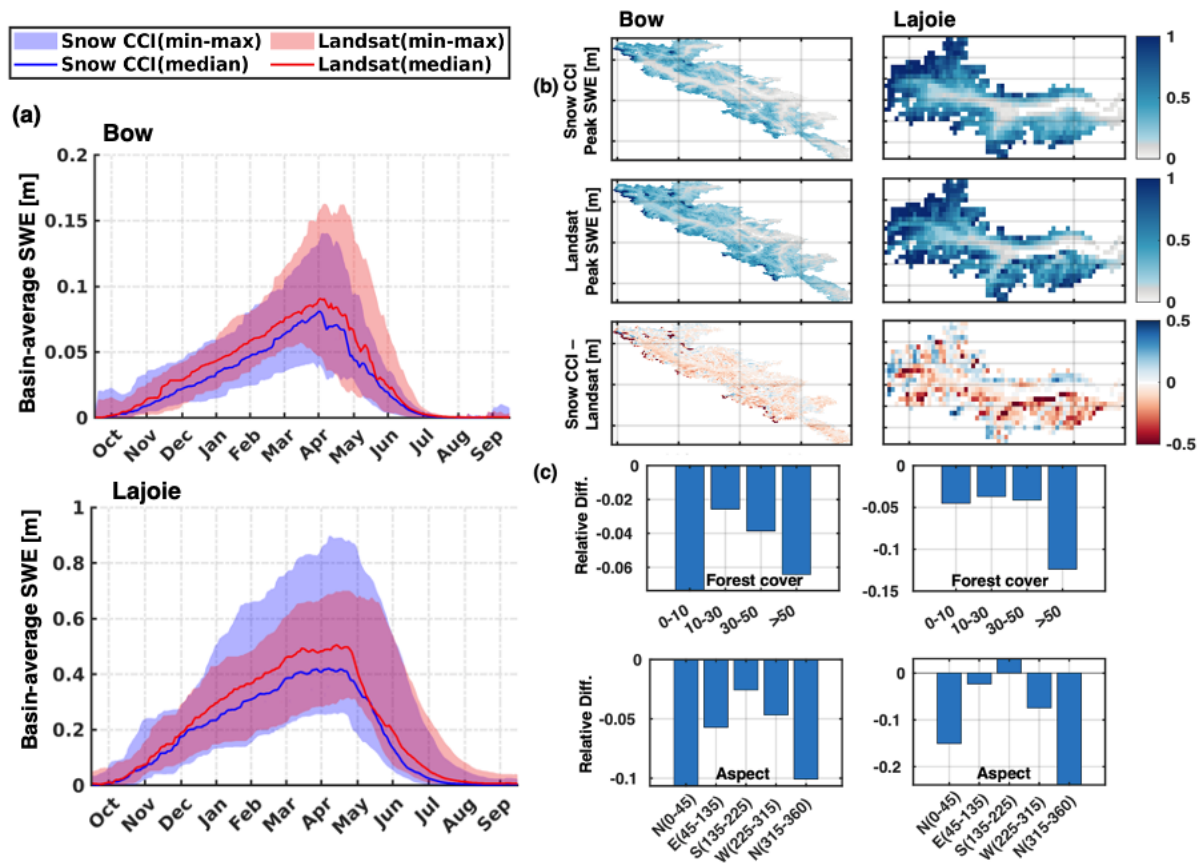 Snow CCI(min-max) Landsat(min-max)
Snow CCI(median) Landsat(median)
(a)
Bow
Basin-average SWE [m]
0.2
0.15
0.1
0.05
0
Oct Nov Dec Jan Feb Mar Apr May Jun Jul Aug Sep
Lajoie
Basin-average SWE [m]
1
0.8
0.6
0.4
0.2
0
Oct Nov Dec Jan Feb Mar Apr May Jun Jul Aug Sep
Bow Lajoie
(b)
Snow CCI
Peak SWE [m]
1
0.5
0
Landsat
Peak SWE [m]
1
0.5
0
Snow CCI –
Landsat [m]
0.5
0
-0.5
(c)
Relative Diff.
0
-0.02
-0.04
-0.06
Forest cover
0-10 10-30 30-50 >50
0
-0.05
-0.1
-0.15
Forest cover
0-10 10-30 30-50 >50
Relative Diff.
0
-0.05
-0.1
Aspect
N(0-45) E(45-135) S(135-225) W(225-315) N(315-360)
0
-0.1
-0.2
Aspect
N(0-45) E(45-135) S(135-225) W(225-315) N(315-360)